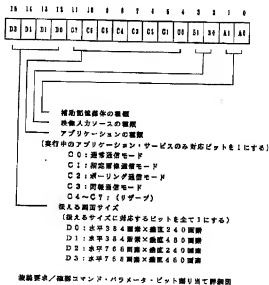 15 14 13 12 11 10 9 8 7 6 5 4 3 2 1 0
D3 D2 D1 D0 C7 C6 C5 C4 C3 C2 C1 C0 B1 B0 A1 A0
補助記憶媒体の種類
映像入力ソースの種類
アプリケーションの種類
(実行中のアプリケーション・サービスのみ対応ビットを1にする)
C0:通常通信モード
C1:指定画像通信モード
C2:ポーリング通信モード
C3:同報通信モード
C4~C7:(リザーブ)
扱える画面サイズ
(扱えるサイズに対応するビットを全て1にする)
D0:水平384画素×垂直240画素
D1:水平384画素×垂直480画素
D2:水平768画素×垂直240画素
D3:水平768画素×垂直480画素
接続要求/確認コマンド・パラメータ・ビット割り当て詳細図